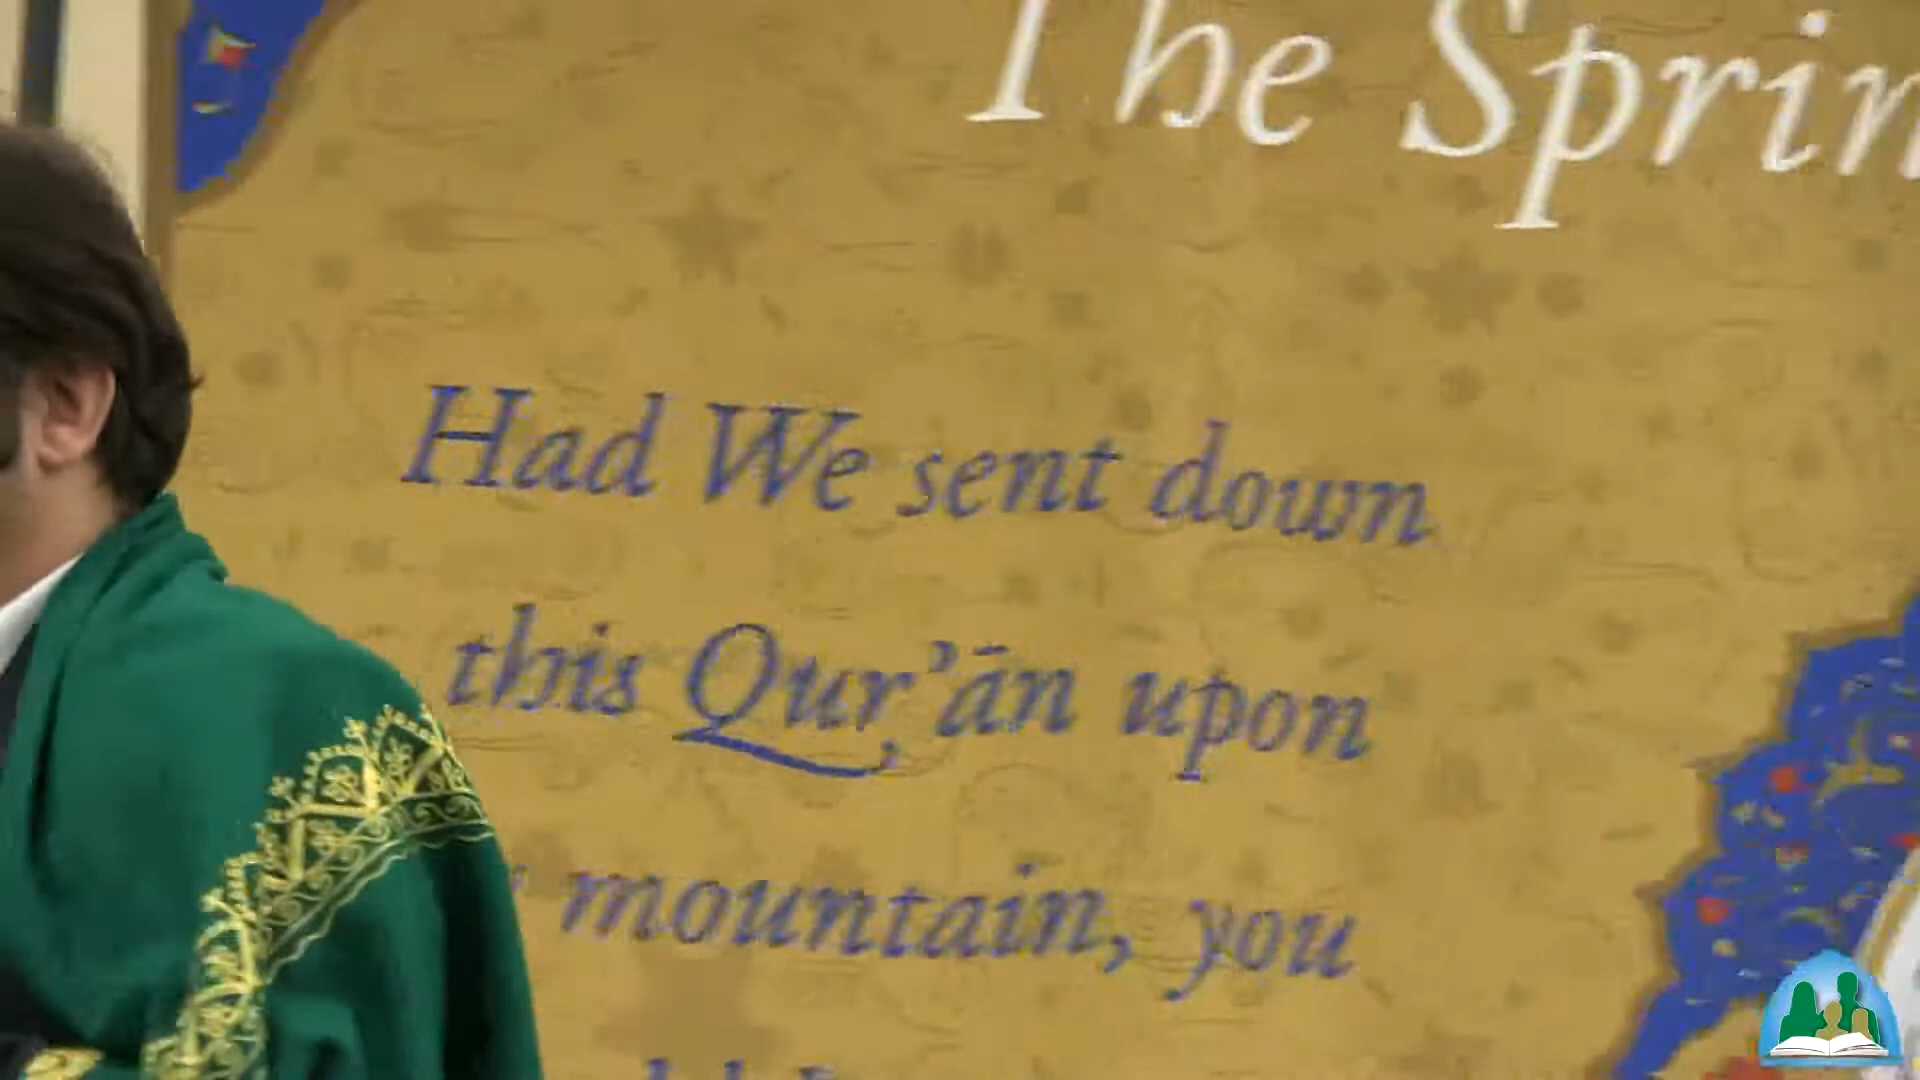 The Sprin
Had We sent down
this Qur’ān upon
mountain, you